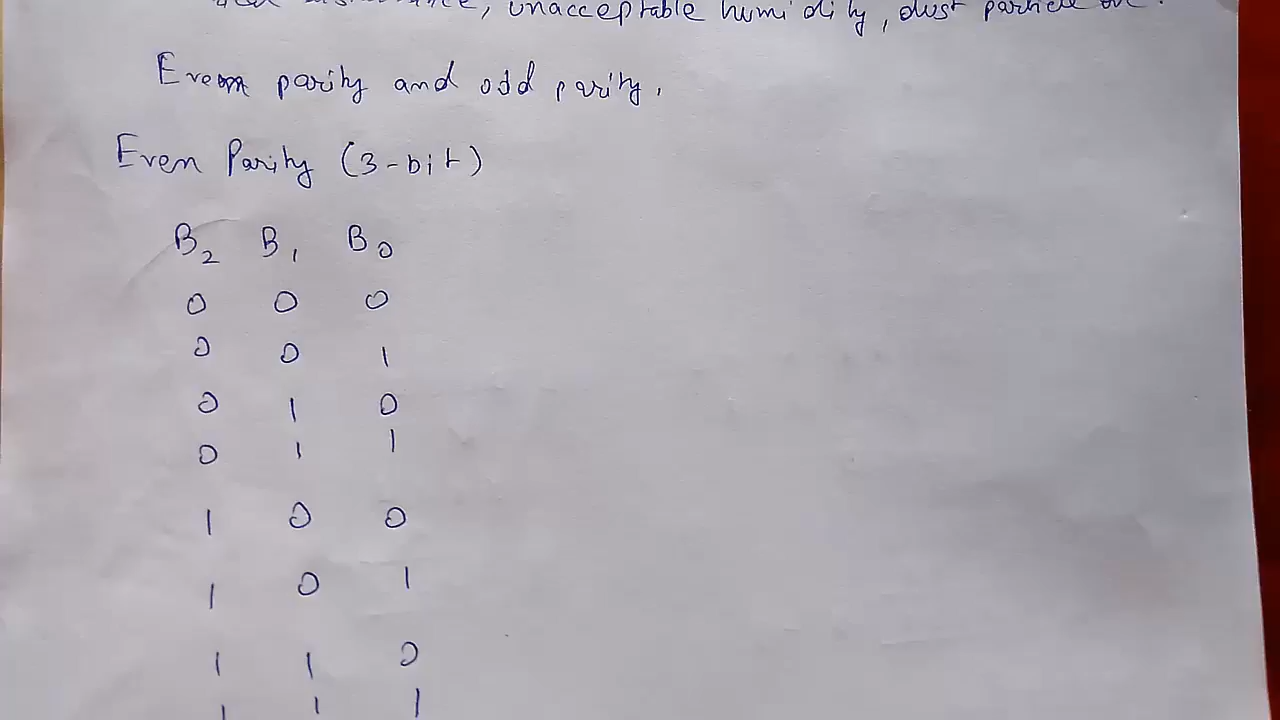 , unacceptable humidity, dust particle
Even parity and odd parity.
Even Parity (3-bit)
B2 B1 B0
0 0 0
0 0 1
0 1 0
0 1 1
1 0 0
1 0 1
1 1 0
1 1 1